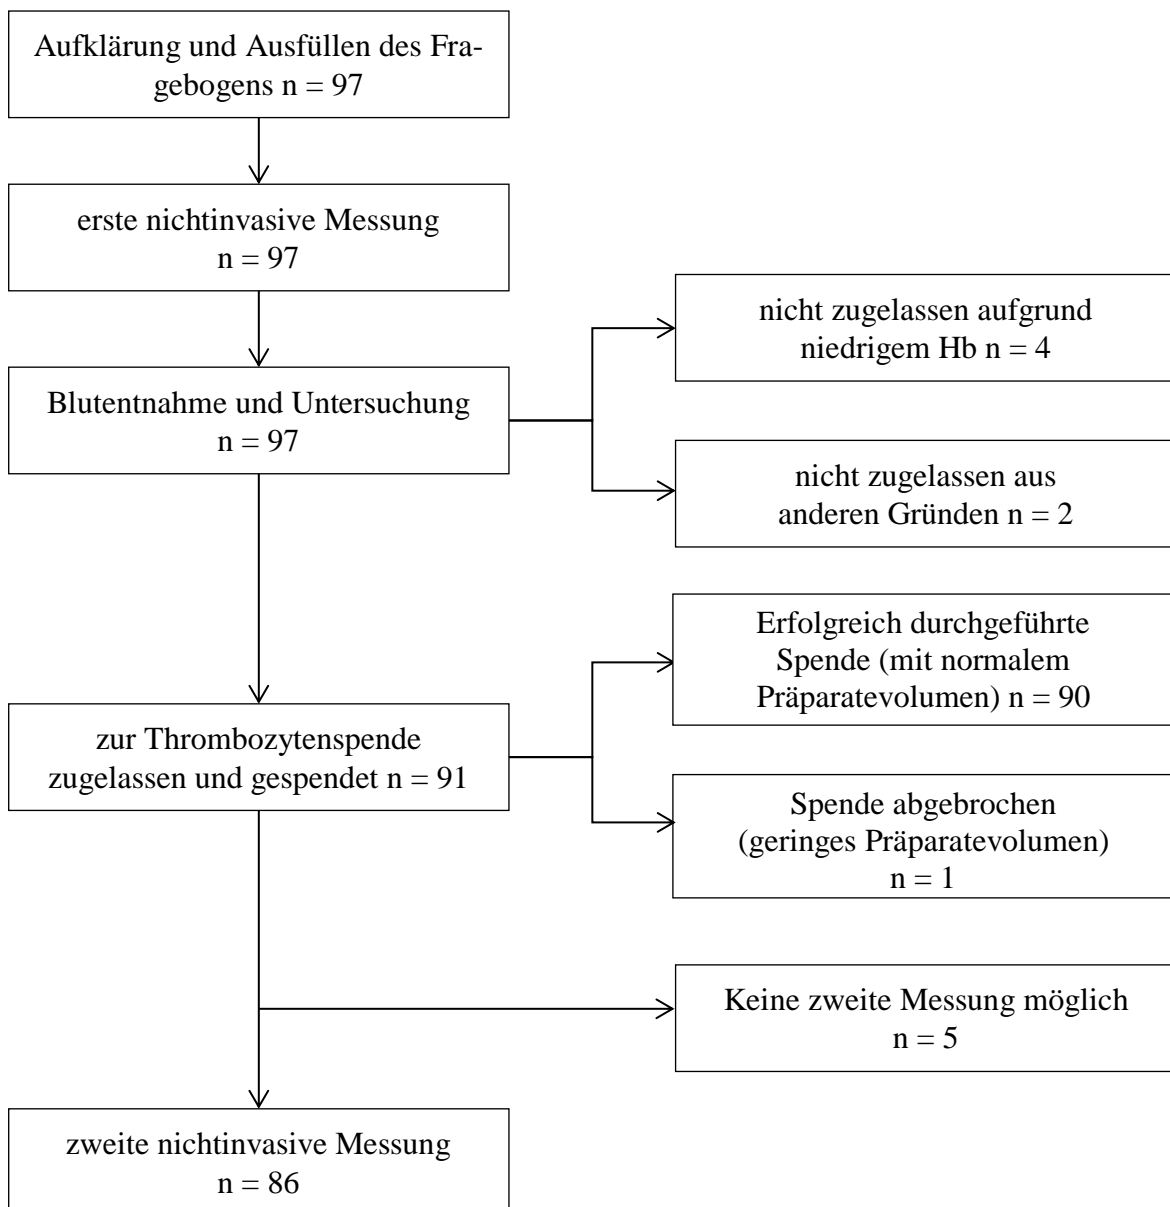 Aufklärung und Ausfüllen des Fra-
gebogens n = 97
erste nichtinvasive Messung
n = 97
nicht zugelassen aufgrund
niedrigem Hb n = 4
Blutentnahme und Untersuchung
n = 97
nicht zugelassen aus
anderen Gründen n = 2
Erfolgreich durchgeführte
Spende (mit normalem
Präparatevolumen) n = 90
zur Thrombozytenspende
zugelassen und gespendet n = 91
Spende abgebrochen
(geringes Präparatevolumen)
n = 1
Keine zweite Messung möglich
n = 5
zweite nichtinvasive Messung
n = 86